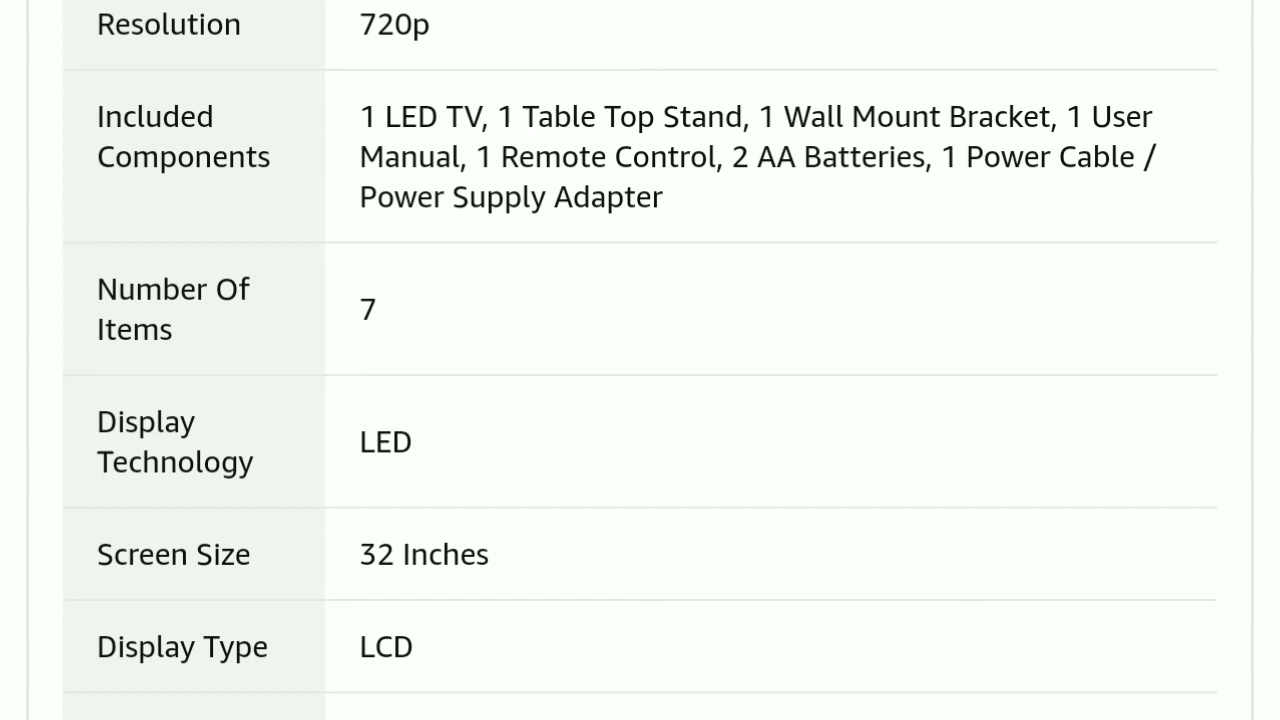 Resolution
720p
Included
Components
1 LED TV, 1 Table Top Stand, 1 Wall Mount Bracket, 1 User
Manual, 1 Remote Control, 2 AA Batteries, 1 Power Cable /
Power Supply Adapter
Number Of
Items
7
Display
Technology
LED
Screen Size
32 Inches
Display Type
LCD